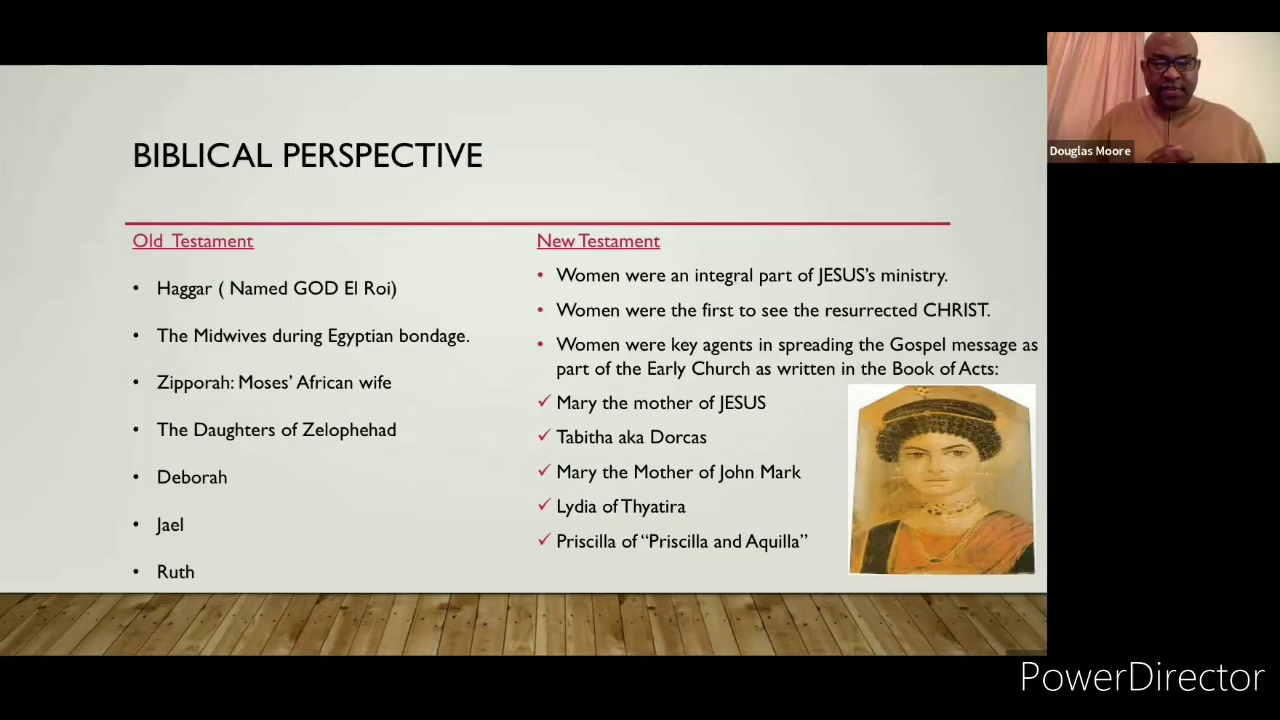 BIBLICAL PERSPECTIVE
Old Testament
• Haggar ( Named GOD El Roi)
• The Midwives during Egyptian bondage.
• Zipporah: Moses' African wife
• The Daughters of Zelophehad
• Deborah
• Jael
• Ruth
New Testament
• Women were an integral part of JESUS's ministry.
• Women were the first to see the resurrected CHRIST.
• Women were key agents in spreading the Gospel message as
part of the Early Church as written in the Book of Acts:
✓ Mary the mother of JESUS
✓ Tabitha aka Dorcas
✓ Mary the Mother of John Mark
✓ Lydia of Thyatira
✓ Priscilla of “Priscilla and Aquilla”
Douglas Moore
PowerDirector